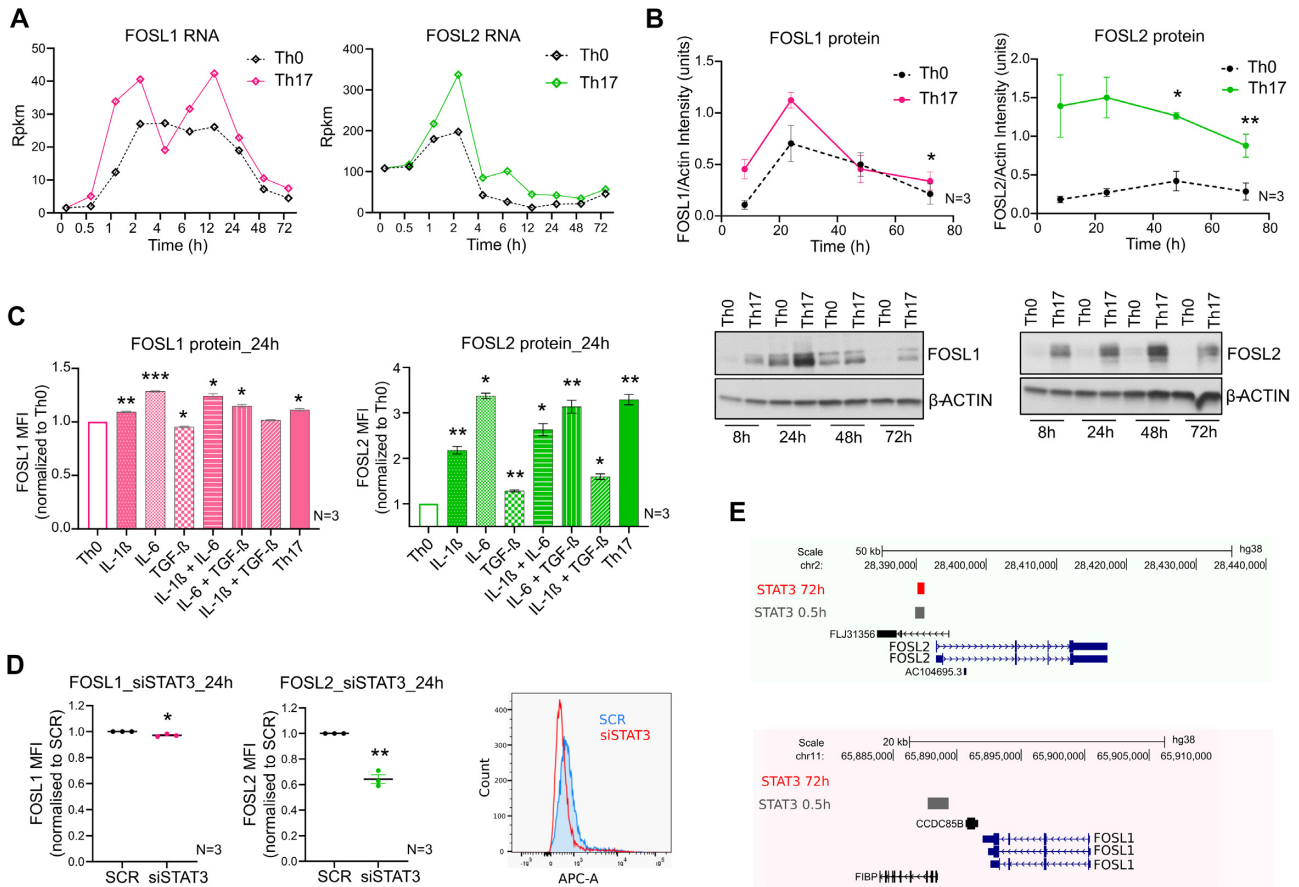 A
FOSL1 RNA
Rpkm
50
40
30
20
10
0
Th0
Th17
0 0.5 1 2 4 6 12 24 48 72
Time (h)
FOSL2 RNA
Rpkm
400
300
200
100
0
Th0
Th17
0 0.5 1 2 4 6 12 24 48 72
Time (h)
B
FOSL1 protein
FOSL1/Actin Intensity (units)
1.5
1.0
0.5
0.0
Th0
Th17
*
N=3
0 20 40 60 80
Time (h)
FOSL2 protein
FOSL2/Actin Intensity (units)
2.0
1.5
1.0
0.5
0.0
Th0
Th17
*
**
N=3
0 20 40 60 80
Time (h)
Th0 Th17 Th0 Th17 Th0 Th17 Th0 Th17
FOSL1
β-ACTIN
8h 24h 48h 72h
Th0 Th17 Th0 Th17 Th0 Th17 Th0 Th17
FOSL2
β-ACTIN
8h 24h 48h 72h
C
FOSL1 protein_24h
FOSL1 MFI
(normalized to Th0)
1.5
1.0
0.5
0.0
** *** * * * *
N=3
Th0 IL-1ß IL-6 TGF-ß IL-1ß + IL-6 IL-6 + TGF-ß IL-1ß + TGF-ß Th17
FOSL2 protein_24h
FOSL2 MFI
(normalized to Th0)
4
3
2
1
** * ** * ** * **
N=3
Th0 IL-1ß IL-6 TGF-ß IL-1ß + IL-6 IL-6 + TGF-ß IL-1ß + TGF-ß Th17
D
FOSL1_siSTAT3_24h
FOSL1 MFI
(normalised to SCR)
1.2
1.0
0.8
0.6
0.4
0.2
0.0
*
N=3
SCR siSTAT3
FOSL2_siSTAT3_24h
FOSL2 MFI
(normalised to SCR)
1.2
1.0
0.8
0.6
0.4
0.2
0.0
**
N=3
SCR siSTAT3
SCR
siSTAT3
Count
400
300
200
100
0
-10³ 0 10³ 10⁴ 10⁵
APC-A
E
Scale 50 kb hg38
chr2: 28,390,000 28,400,000 28,410,000 28,420,000 28,430,000 28,440,000
STAT3 72h
STAT3 0.5h
FLJ31356
FOSL2
FOSL2
AC104695.3
Scale 20 kb hg38
chr11: 65,885,000 65,890,000 65,895,000 65,900,000 65,905,000 65,910,000
STAT3 72h
STAT3 0.5h
CCDC85B
FOSL1
FOSL1
FOSL1
FIBP